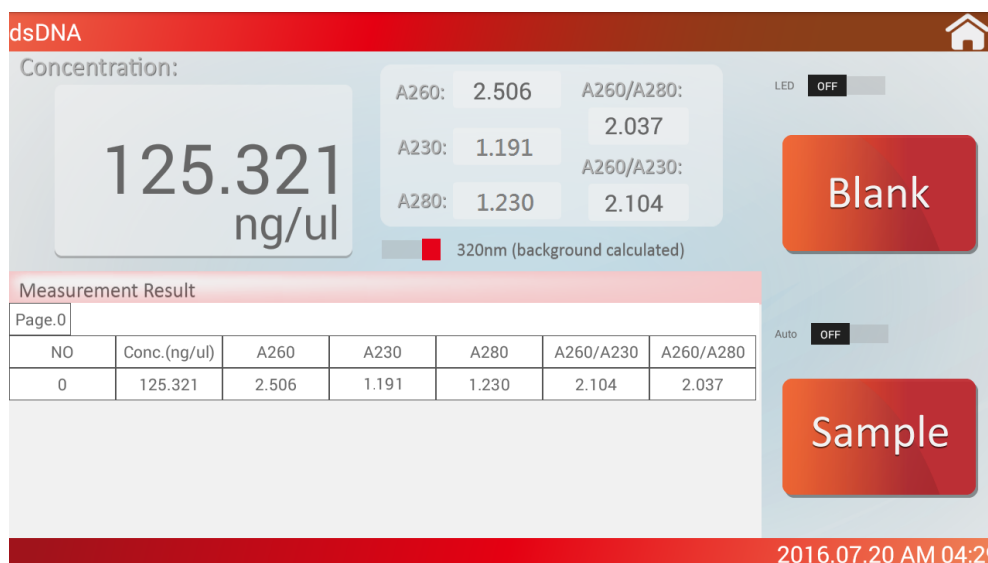 dsDNA
Concentration:
125.321
ng/ul
A260: 2.506
A230: 1.191
A280: 1.230
A260/A280:
2.037
A260/A230:
2.104
320nm (background calculated)
LED OFF
Blank
Measurement Result
Page.0
NO Conc.(ng/ul) A260 A230 A280 A260/A230 A260/A280
0 125.321 2.506 1.191 1.230 2.104 2.037
Auto OFF
Sample
2016.07.20 AM 04:2